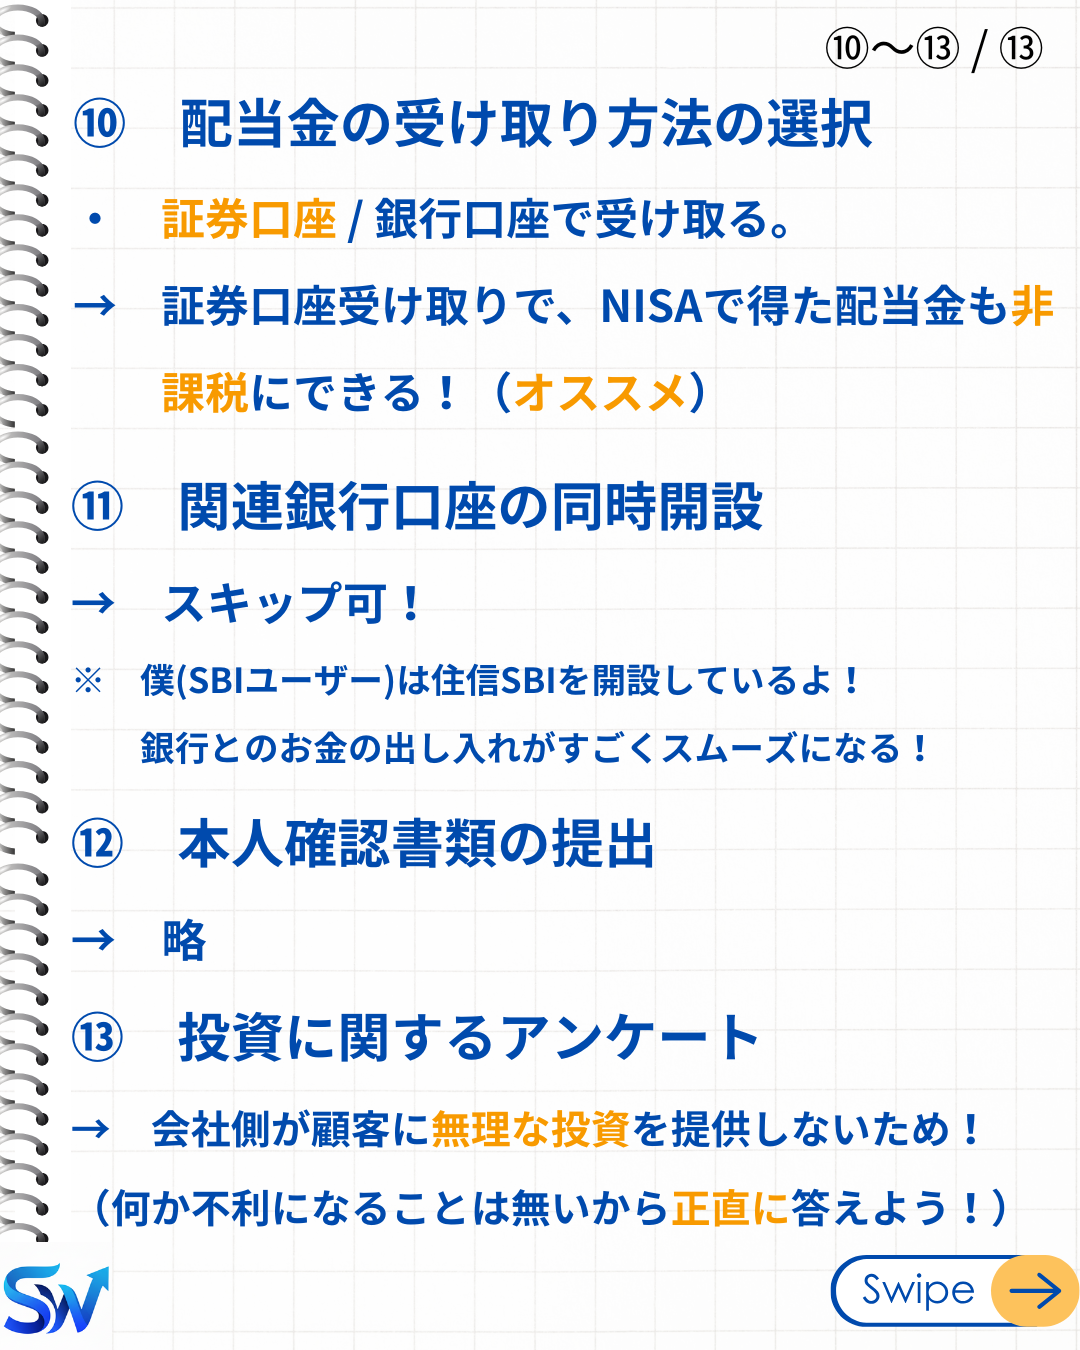 ⑩〜⑬ / ⑬
⑩ 配当金の受け取り方法の選択
・ 証券口座 / 銀行口座で受け取る。
→ 証券口座受け取りで、NISAで得た配当金も非
課税にできる！（オススメ）
⑪ 関連銀行口座の同時開設
→ スキップ可！
※ 僕(SBIユーザー)は住信SBIを開設しているよ！
銀行とのお金の出し入れがすごくスムーズになる！
⑫ 本人確認書類の提出
→ 略
⑬ 投資に関するアンケート
→ 会社側が顧客に無理な投資を提供しないため！
（何か不利になることは無いから正直に答えよう！）
SW
Swipe →